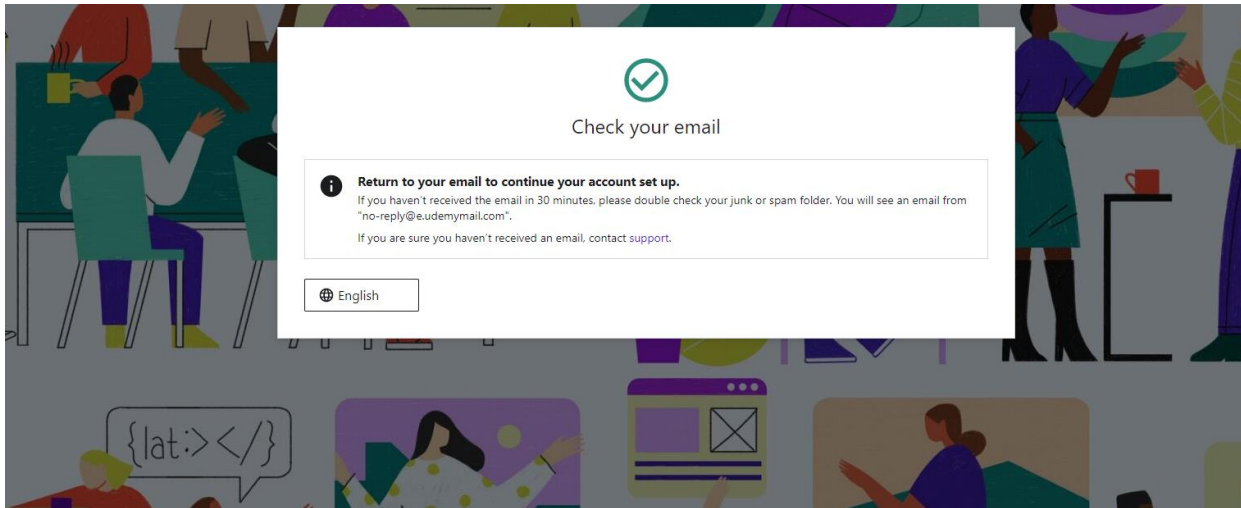 Check your email
Return to your email to continue your account set up.
If you haven't received the email in 30 minutes, please double check your junk or spam folder. You will see an email from
"no-reply@e.udemymail.com".
If you are sure you haven't received an email, contact support.
English
{lat:></}